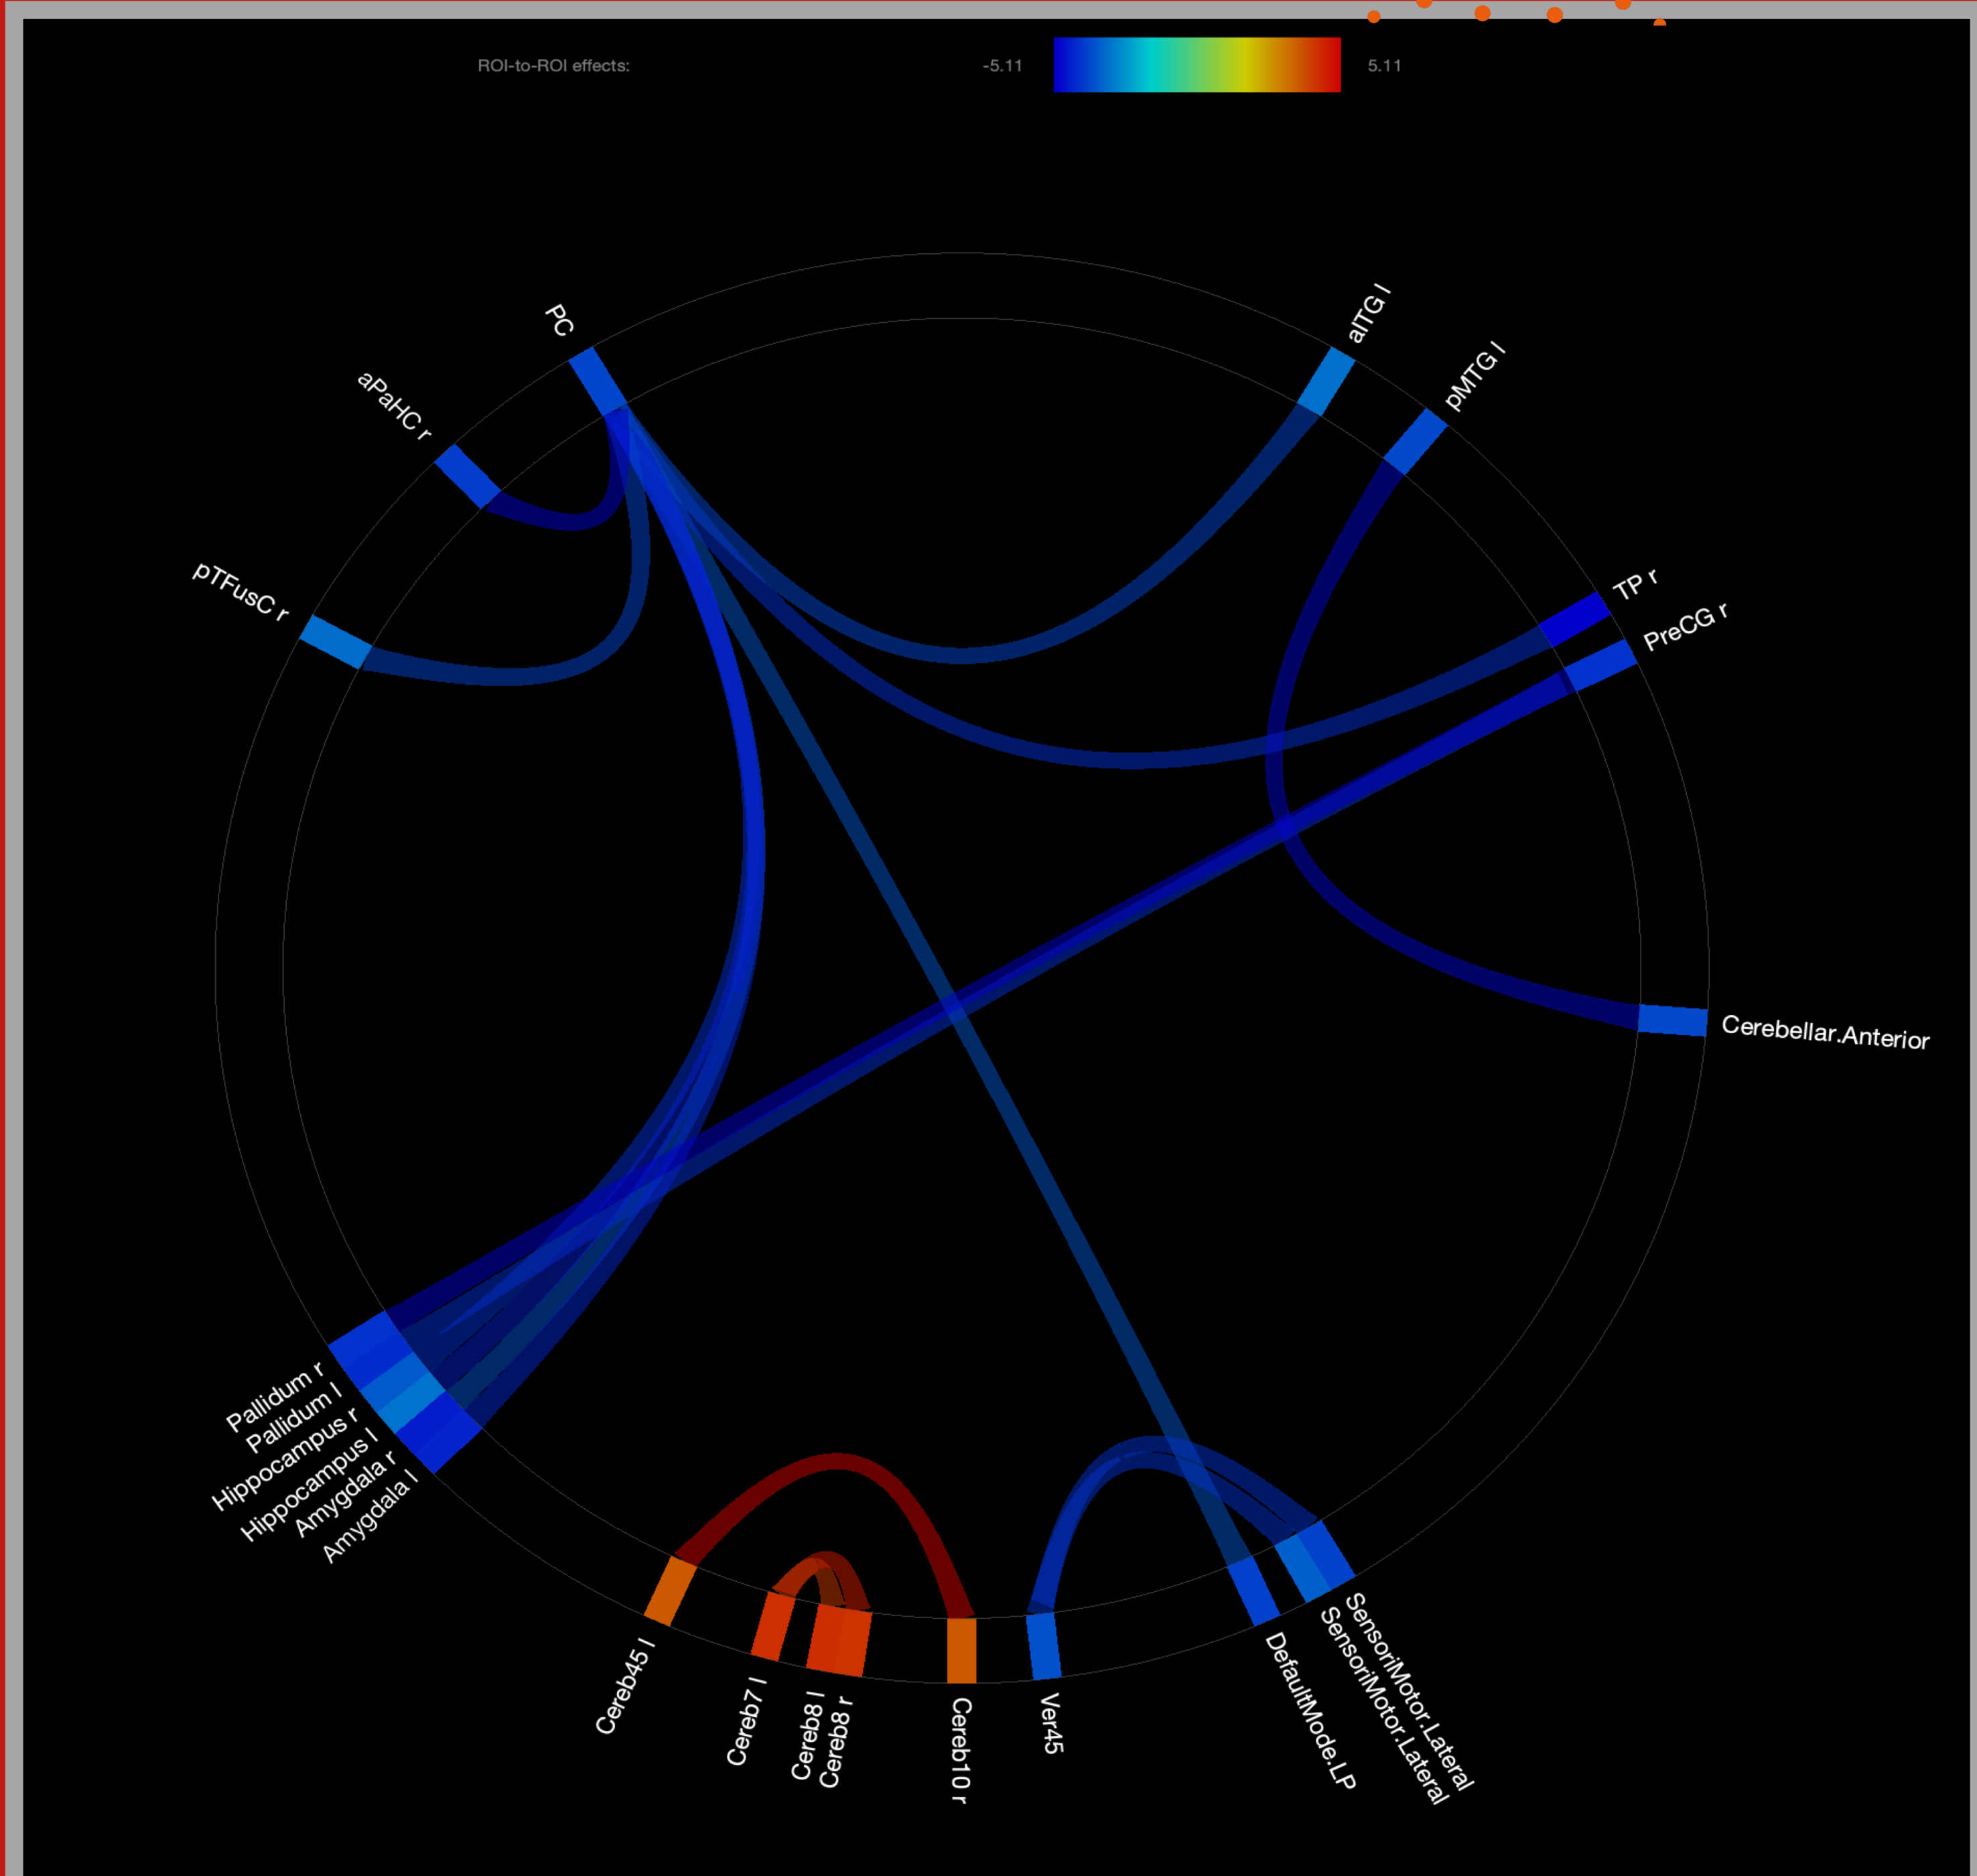 ROI-to-ROI effects:
-5.11
5.11
PC
aITG l
pMTG l
aPaHC r
TP r
pTFusC r
PreCG r
Cerebellar.Anterior
Pallidum r
Pallidum l
Hippocampus r
Hippocampus l
Amygdala r
Amygdala l
Cereb45 l
Cereb7 l
Cereb8 l
Cereb8 r
Cereb10 r
Ver45
DefaultMode.LP
SensoriMotor.Lateral
SensoriMotor.Lateral